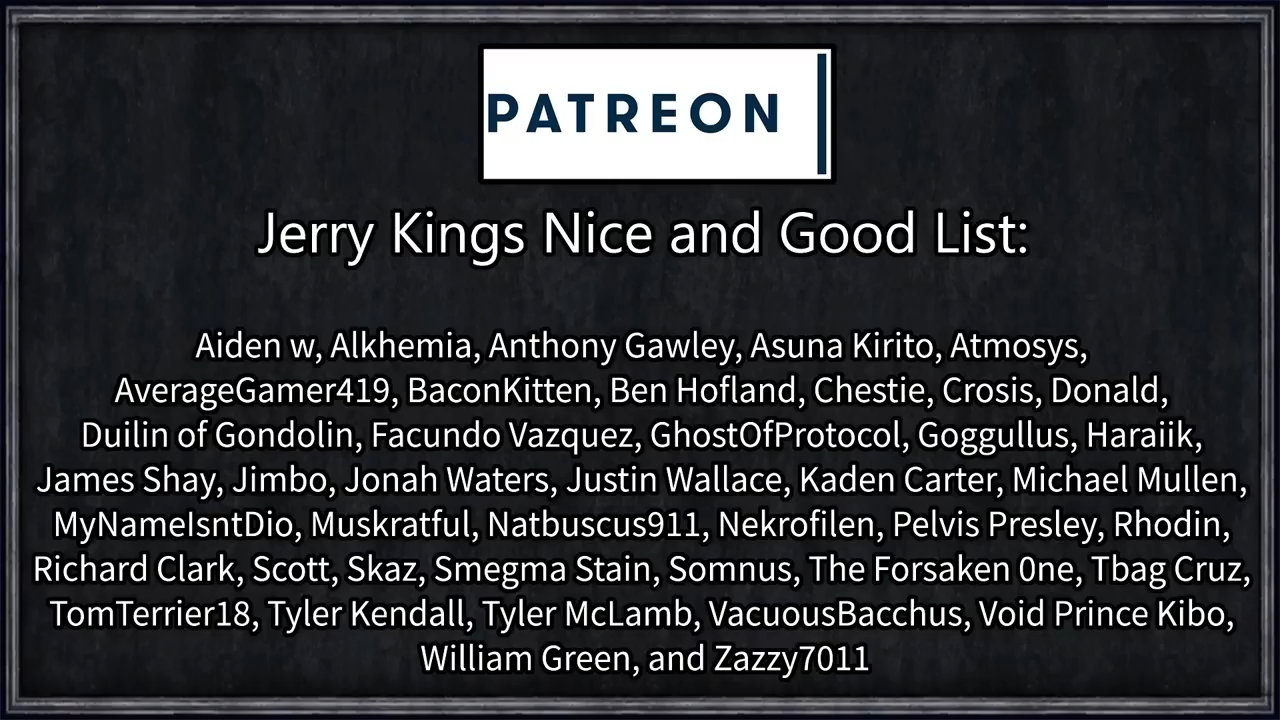 PATREON
Jerry Kings Nice and Good List:
Aiden w, Alkhemia, Anthony Gawley, Asuna Kirito, Atmosys,
AverageGamer419, BaconKitten, Ben Hofland, Chestie, Crosis, Donald,
Duilin of Gondolin, Facundo Vazquez, GhostOfProtocol, Goggullus, Haraiik,
James Shay, Jimbo, Jonah Waters, Justin Wallace, Kaden Carter, Michael Mullen,
MyNameIsntDio, Muskratful, Natbuscus911, Nekrofilen, Pelvis Presley, Rhodin,
Richard Clark, Scott, Skaz, Smegma Stain, Somnus, The Forsaken 0ne, Tbag Cruz,
TomTerrier18, Tyler Kendall, Tyler McLamb, VacuousBacchus, Void Prince Kibo,
William Green, and Zazzy7011